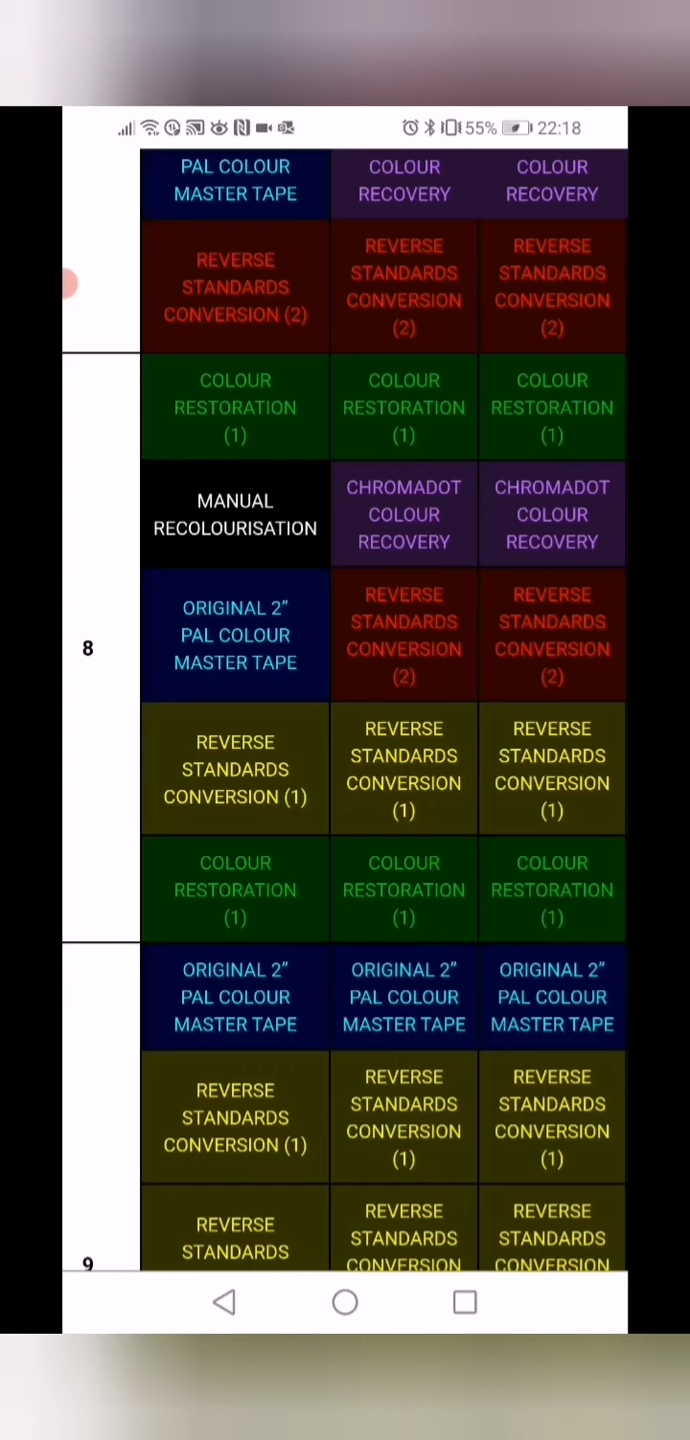 55% 22:18
PAL COLOUR
MASTER TAPE
COLOUR
RECOVERY
COLOUR
RECOVERY
REVERSE
STANDARDS
CONVERSION (2)
REVERSE
STANDARDS
CONVERSION
(2)
REVERSE
STANDARDS
CONVERSION
(2)
8
COLOUR
RESTORATION
(1)
COLOUR
RESTORATION
(1)
COLOUR
RESTORATION
(1)
MANUAL
RECOLOURISATION
CHROMADOT
COLOUR
RECOVERY
CHROMADOT
COLOUR
RECOVERY
ORIGINAL 2”
PAL COLOUR
MASTER TAPE
REVERSE
STANDARDS
CONVERSION
(2)
REVERSE
STANDARDS
CONVERSION
(2)
REVERSE
STANDARDS
CONVERSION (1)
REVERSE
STANDARDS
CONVERSION
(1)
REVERSE
STANDARDS
CONVERSION
(1)
COLOUR
RESTORATION
(1)
COLOUR
RESTORATION
(1)
COLOUR
RESTORATION
(1)
9
ORIGINAL 2”
PAL COLOUR
MASTER TAPE
ORIGINAL 2”
PAL COLOUR
MASTER TAPE
ORIGINAL 2”
PAL COLOUR
MASTER TAPE
REVERSE
STANDARDS
CONVERSION (1)
REVERSE
STANDARDS
CONVERSION
(1)
REVERSE
STANDARDS
CONVERSION
(1)
REVERSE
STANDARDS
REVERSE
STANDARDS
CONVERSION
REVERSE
STANDARDS
CONVERSION